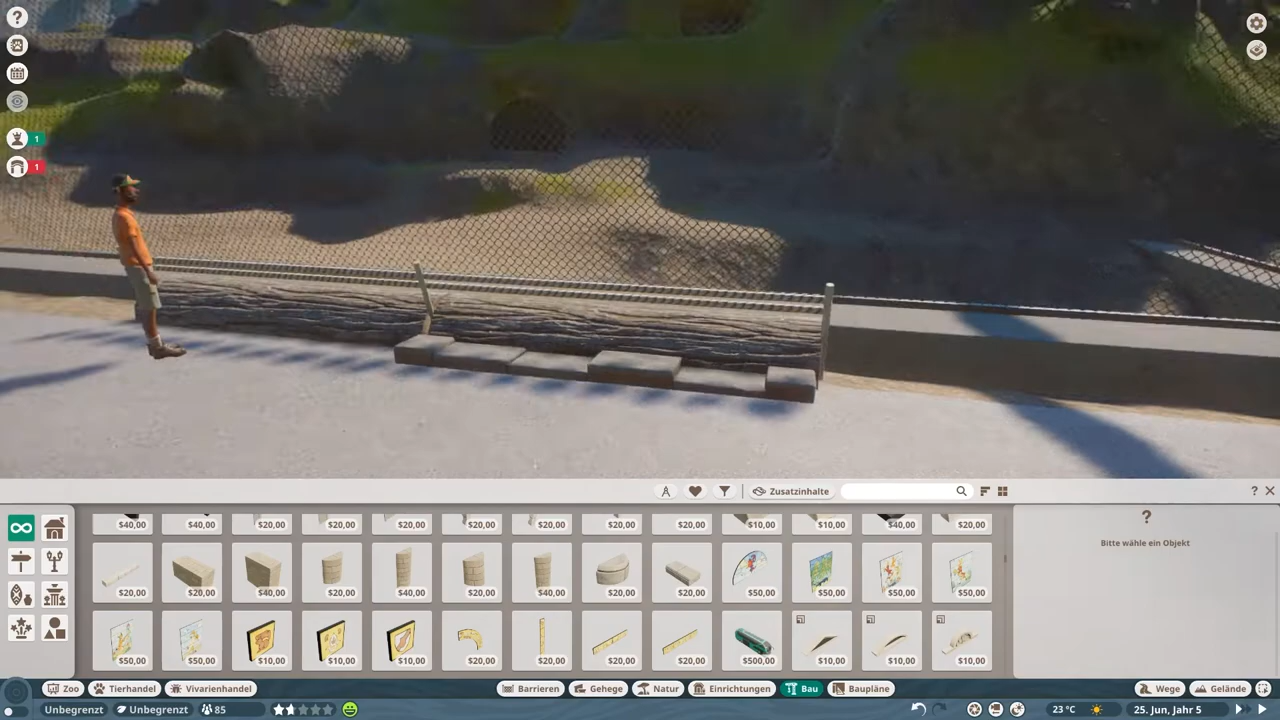 ?
1
1
Zusatzinhalte
? ×
$40,00 $40,00 $20,00 $20,00 $20,00 $20,00 $20,00 $20,00 $20,00 $10,00 $10,00 $40,00 $20,00
?
Bitte wähle ein Objekt
$20,00 $20,00 $40,00 $20,00 $40,00 $20,00 $40,00 $20,00 $20,00 $50,00 $50,00 $50,00 $50,00
$50,00 $50,00 $10,00 $10,00 $10,00 $20,00 $20,00 $20,00 $20,00 $500,00 $10,00 $10,00 $10,00
Zoo Tierhandel Vivarienhandel Barrieren Gehege Natur Einrichtungen Bau Baupläne Wege Gelände
Unbegrenzt Unbegrenzt 85 23 °C 25. Jun, Jahr 5